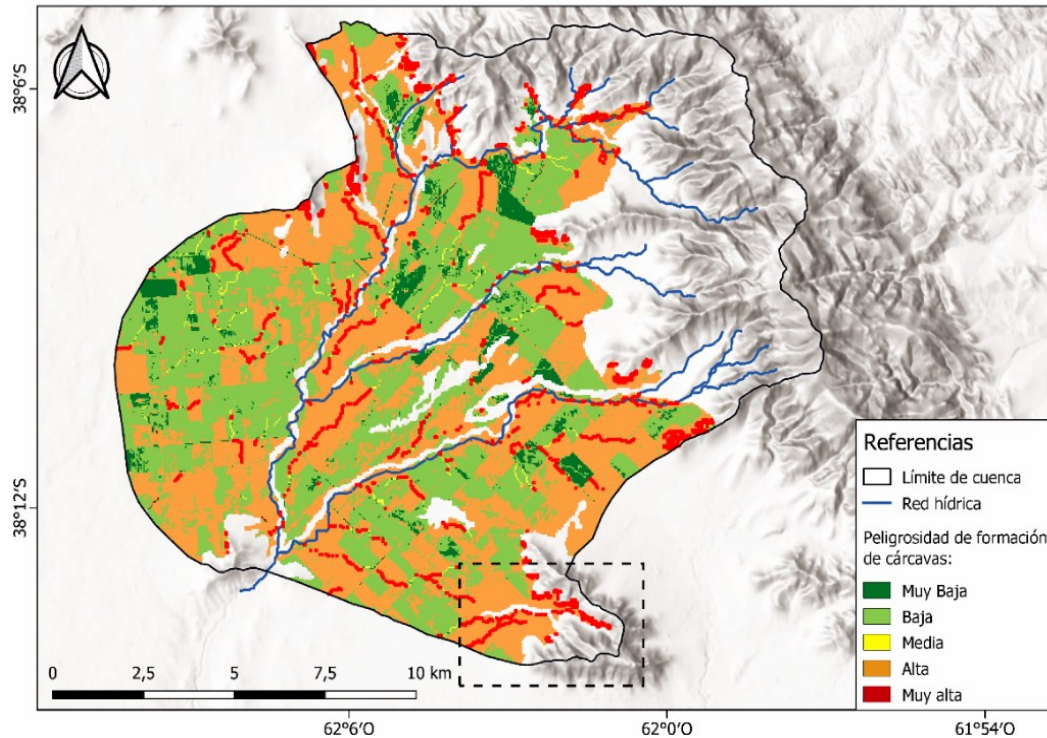 38°6'S
38°12'S
Referencias
Límite de cuenca
Red hídrica
Peligrosidad de formación
de cárcavas:
Muy Baja
Baja
Media
Alta
Muy alta
0 2,5 5 7,5 10 km
62°6'O 62°0'O 61°54'O